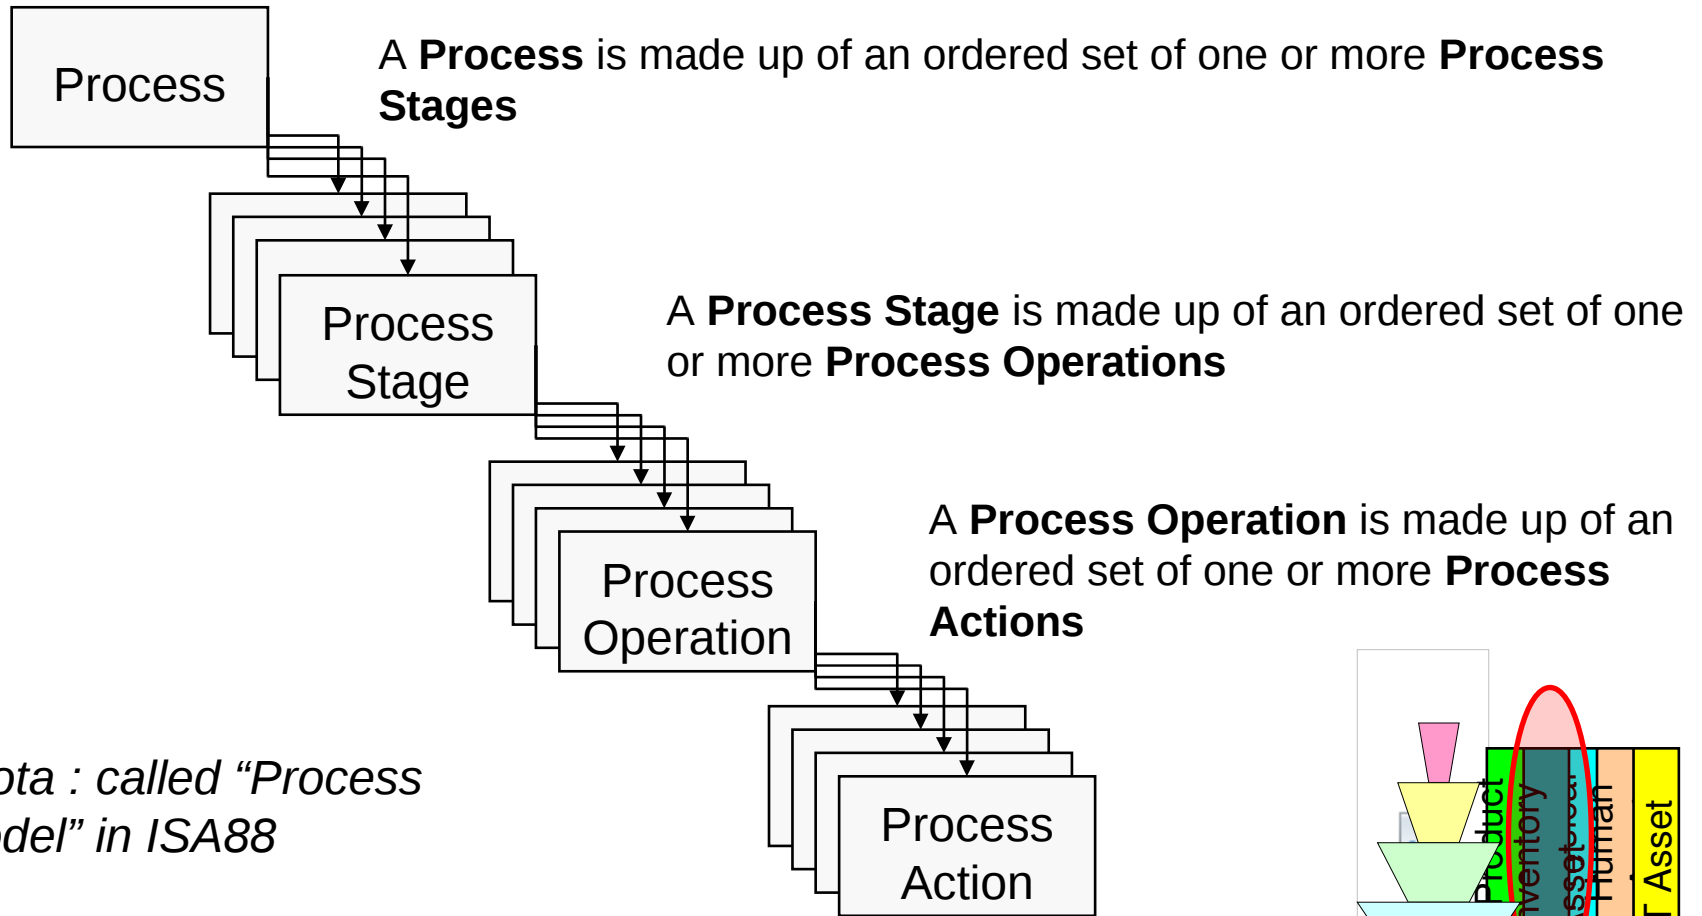 Process
A Process is made up of an ordered set of one or more Process
Stages
Process
Stage
A Process Stage is made up of an ordered set of one
or more Process Operations
Process
Operation
A Process Operation is made up of an
ordered set of one or more Process
Actions
ota : called “Process
odel” in ISA88
Process
Action
Human
Asset